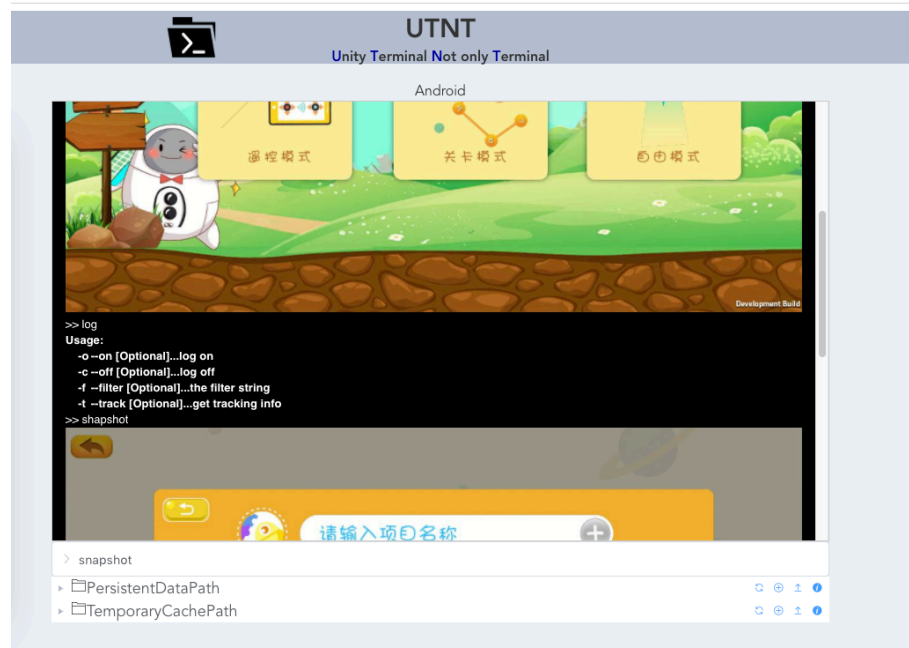 UTNT
Unity Terminal Not only Terminal
Android
遥控模式 关卡模式 自由模式
Development Build
>> log
Usage:
-o --on [Optional]...log on
-c --off [Optional]...log off
-f --filter [Optional]...the filter string
-t --track [Optional]...get tracking info
>> shapshot
请输入项目名称
> snapshot
PersistentDataPath
TemporaryCachePath